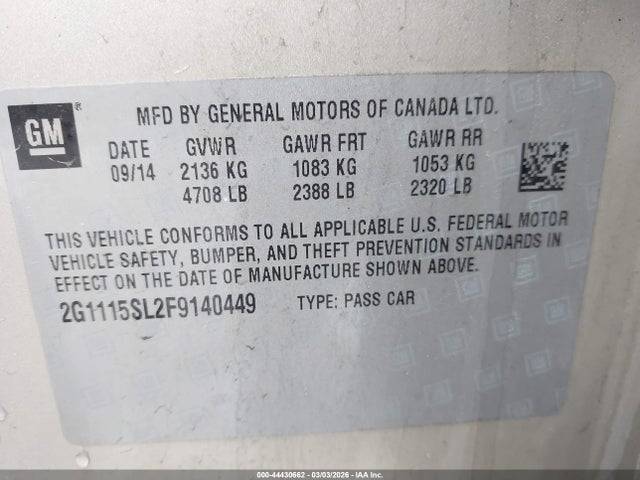 GM®
MFD BY GENERAL MOTORS OF CANADA LTD.
DATE GVWR GAWR FRT GAWR RR
09/14 2136 KG 1083 KG 1053 KG
4708 LB 2388 LB 2320 LB
THIS VEHICLE CONFORMS TO ALL APPLICABLE U.S. FEDERAL MOTOR
VEHICLE SAFETY, BUMPER, AND THEFT PREVENTION STANDARDS IN
EFFECT ON THE DATE OF MANUFACTURE SHOWN ABOVE.
2G1115SL2F9140449 TYPE: PASS CAR
000-44430662 - 03/03/2026 - IAA Inc.